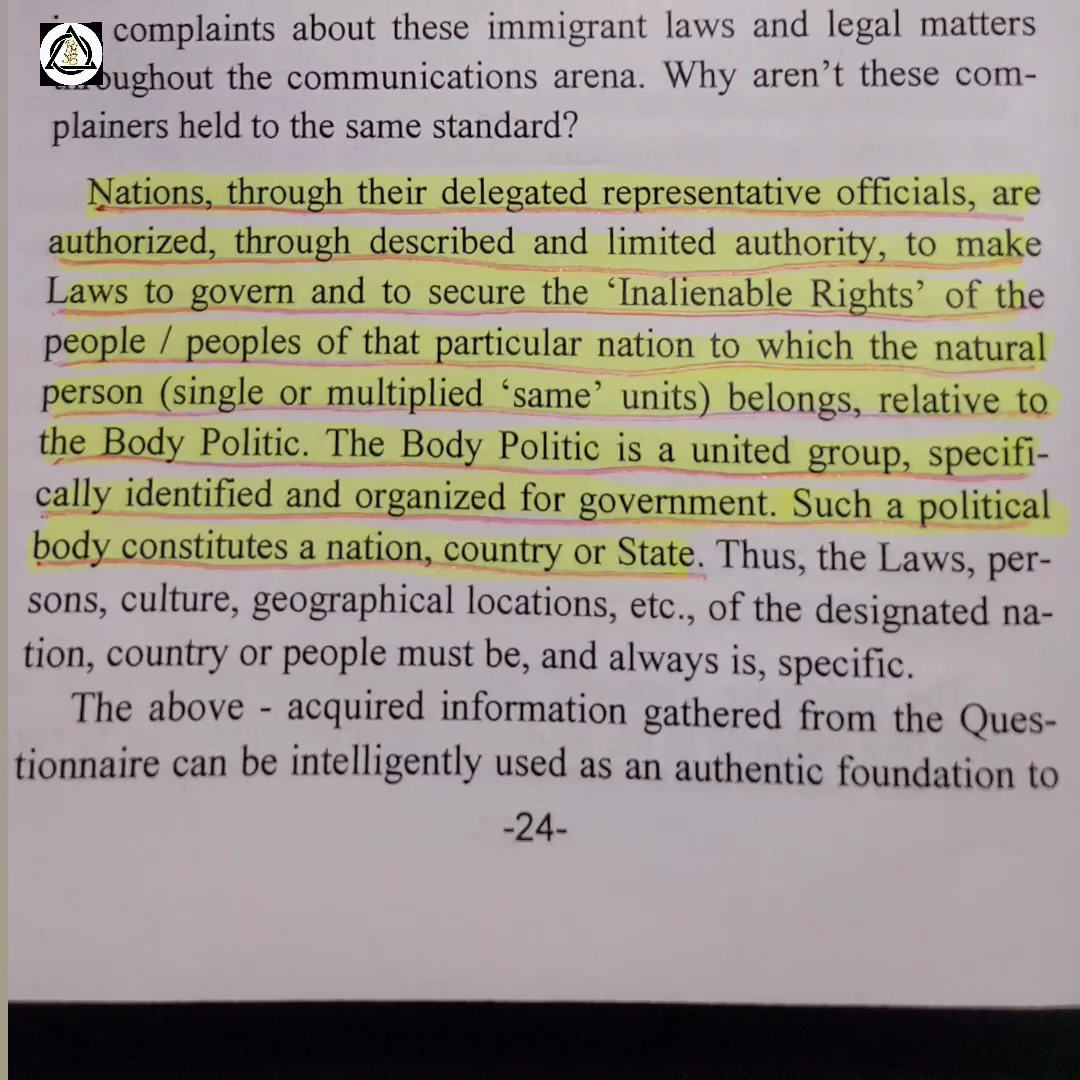 complaints about these immigrant laws and legal matters
oughout the communications arena. Why aren’t these com-
plainers held to the same standard?
Nations, through their delegated representative officials, are
authorized, through described and limited authority, to make
Laws to govern and to secure the ‘Inalienable Rights’ of the
people / peoples of that particular nation to which the natural
person (single or multiplied ‘same’ units) belongs, relative to
the Body Politic. The Body Politic is a united group, specifi-
cally identified and organized for government. Such a political
body constitutes a nation, country or State. Thus, the Laws, per-
sons, culture, geographical locations, etc., of the designated na-
tion, country or people must be, and always is, specific.
The above - acquired information gathered from the Ques-
tionnaire can be intelligently used as an authentic foundation to
-24-